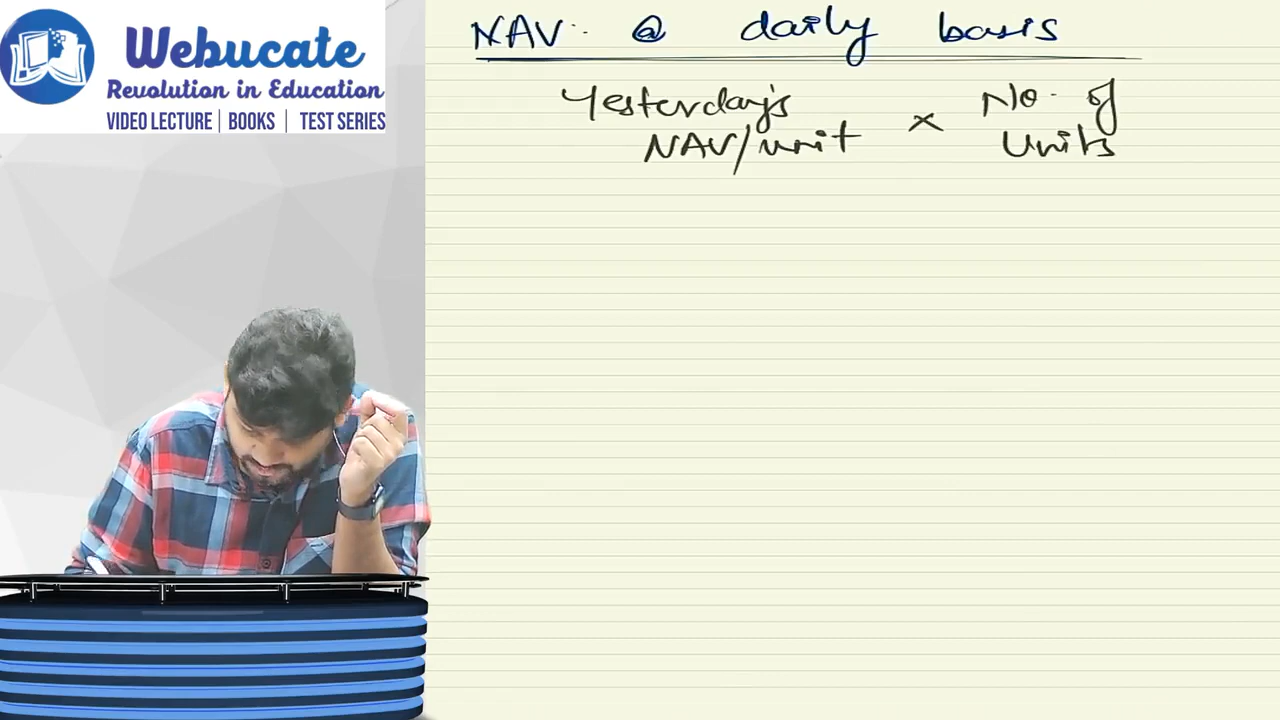 Webucate
Revolution in Education
VIDEO LECTURE | BOOKS | TEST SERIES
NAV: @ daily basis
Yesterday's
NAV/unit × No. of
Units